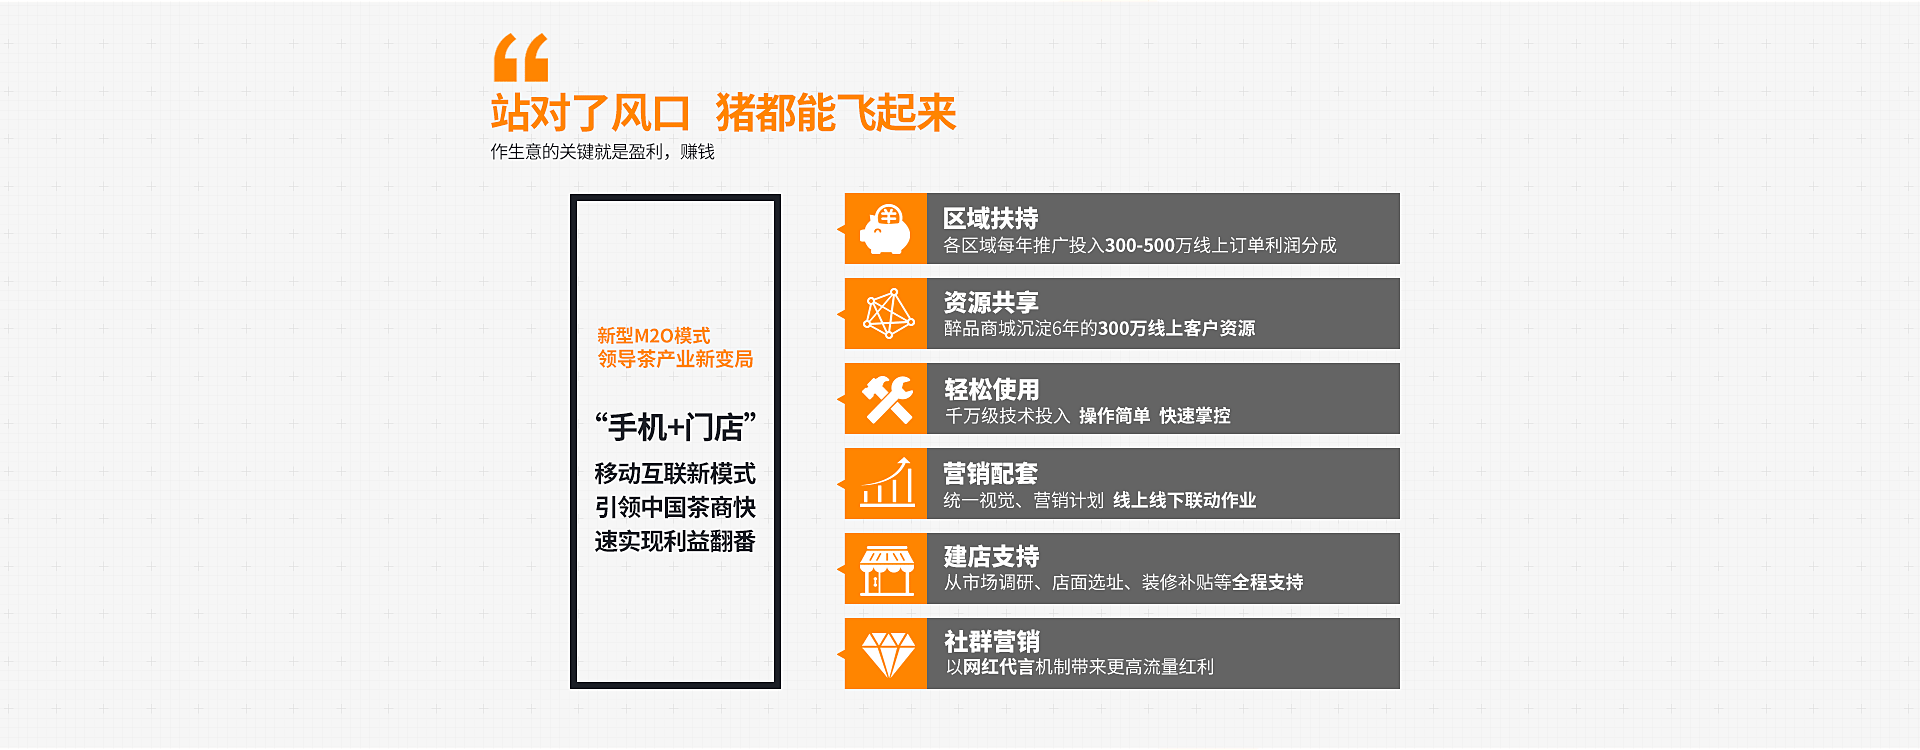 站对了风口 猪都能飞起来
作生意的关键就是盈利，赚钱
新型M2O模式
领导茶产业新变局
“手机+门店”
移动互联新模式
引领中国茶商快
速实现利益翻番
区域扶持
各区域每年推广投入300-500万线上订单利润分成
资源共享
醉品商城沉淀6年的300万线上客户资源
轻松使用
千万级技术投入 操作简单 快速掌控
营销配套
统一视觉、营销计划 线上线下联动作业
建店支持
从市场调研、店面选址、装修补贴等全程支持
社群营销
以网红代言机制带来更高流量红利